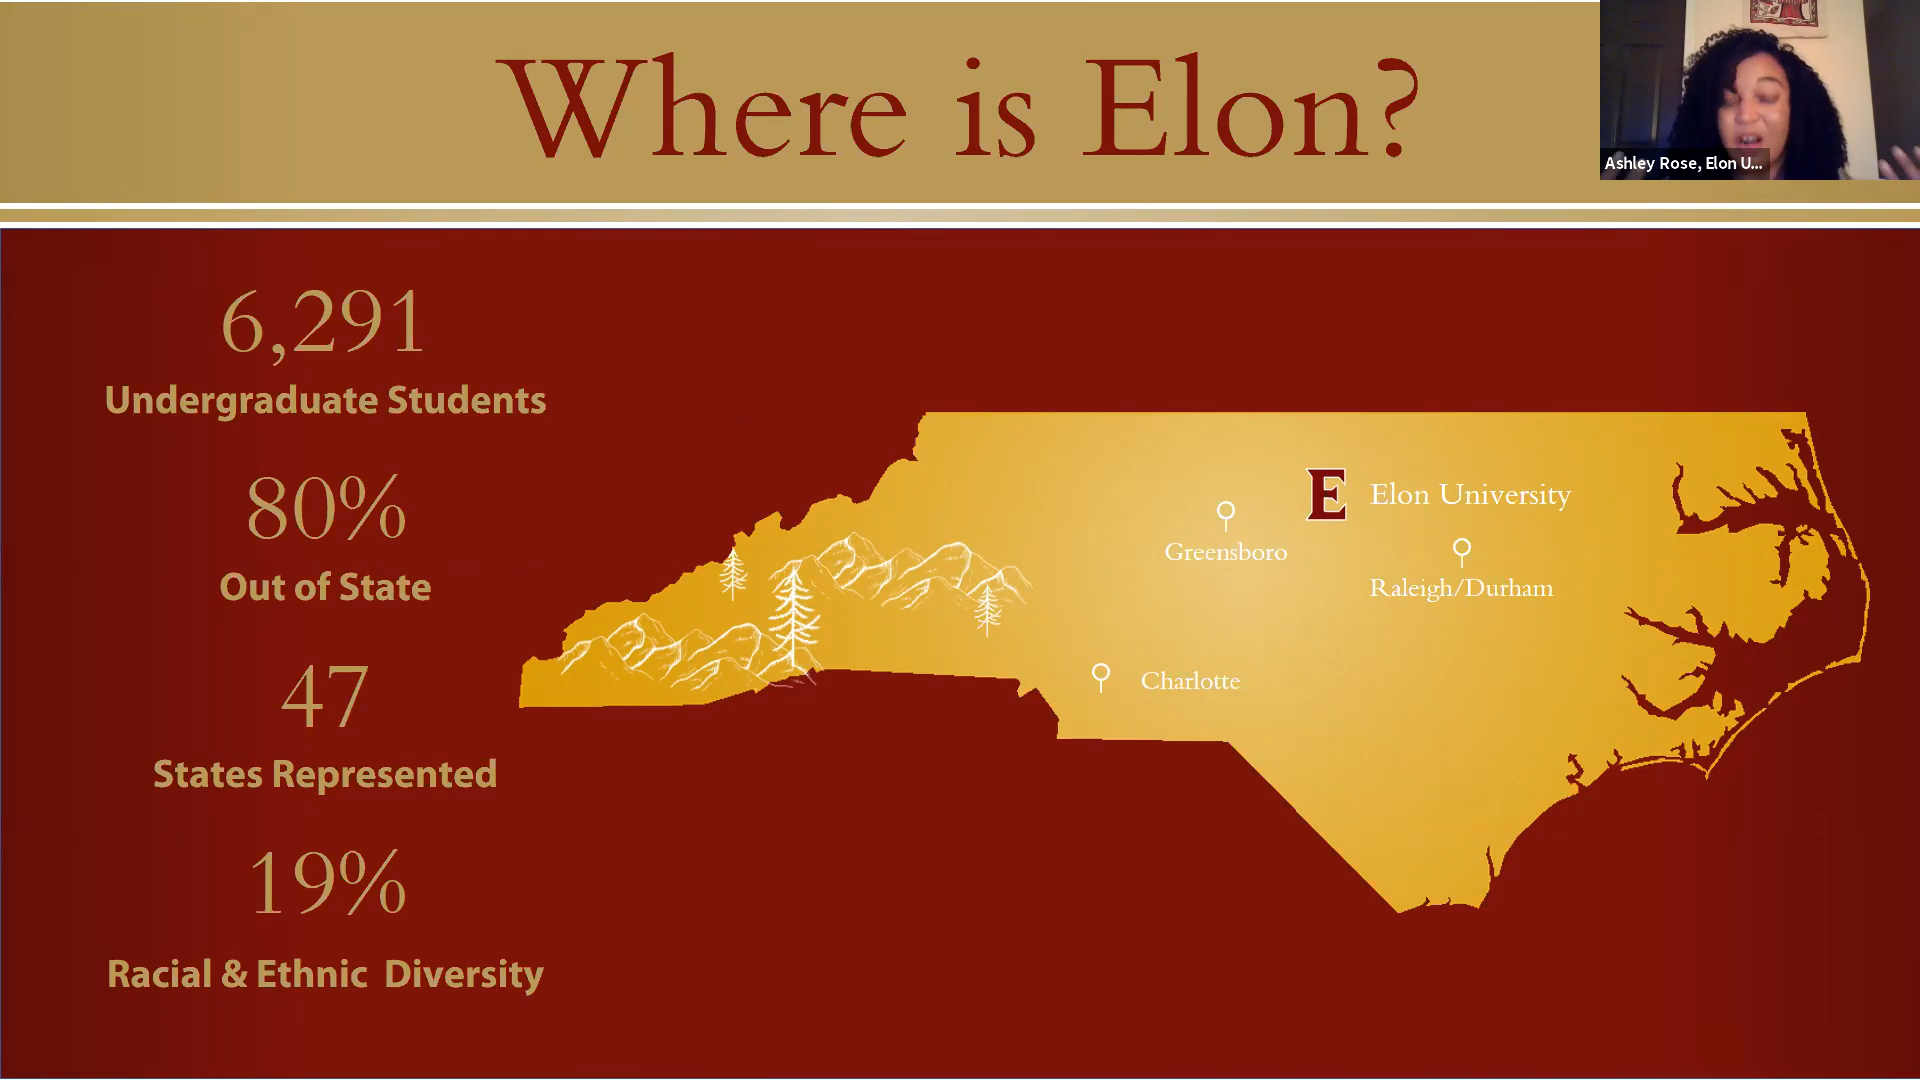 Where is Elon?
Ashley Rose, Elon U...
6,291
Undergraduate Students
80%
Out of State
47
States Represented
19%
Racial & Ethnic Diversity
E
Elon University
Greensboro
Raleigh/Durham
Charlotte